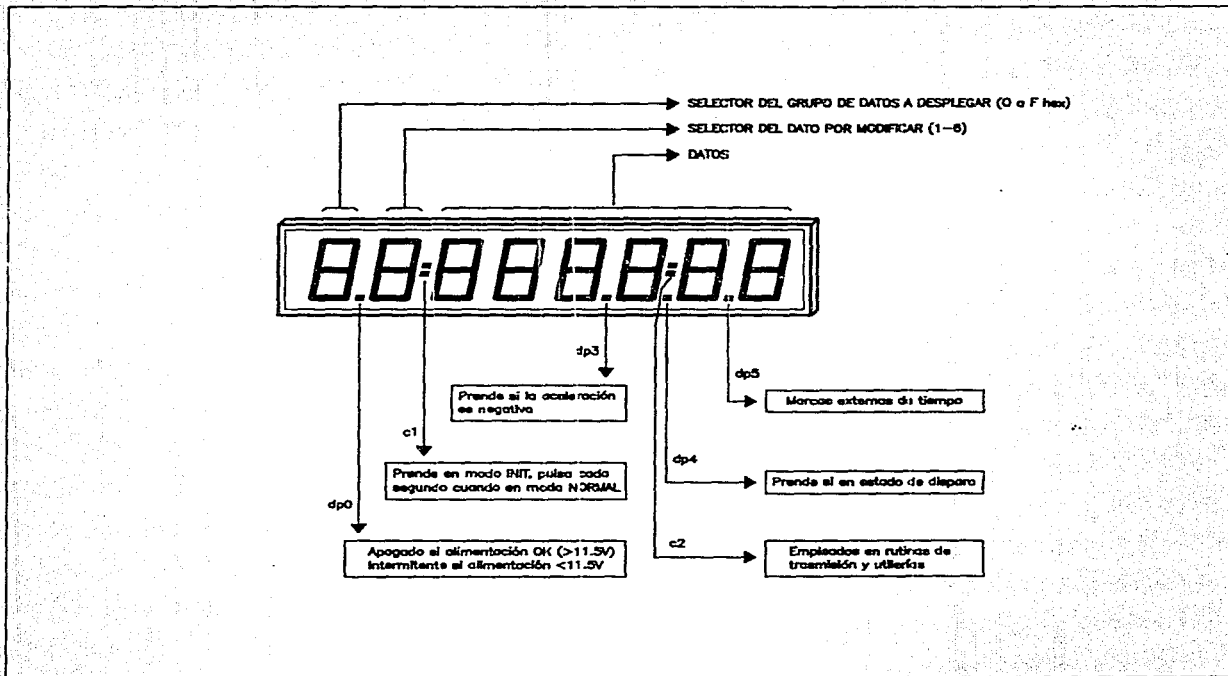 SELECTOR DEL GRUPO DE DATOS A DESPLEGAR (0 a F hex)
SELECTOR DEL DATO POR MODIFICAR (1-6)
DATOS
dp3
Prende si la aceleración
es negativa
dp5
Marcas externas de tiempo
c1
Prende en modo INIT, pulsa cada
segundo cuando en modo NORMAL
dp4
Prende si en estado de disparo
dp0
Apagado si alimentación OK (>11.5V)
Intermitente si alimentación <11.5V
c2
Empleados en rutinas de
trasmisión y utilerías